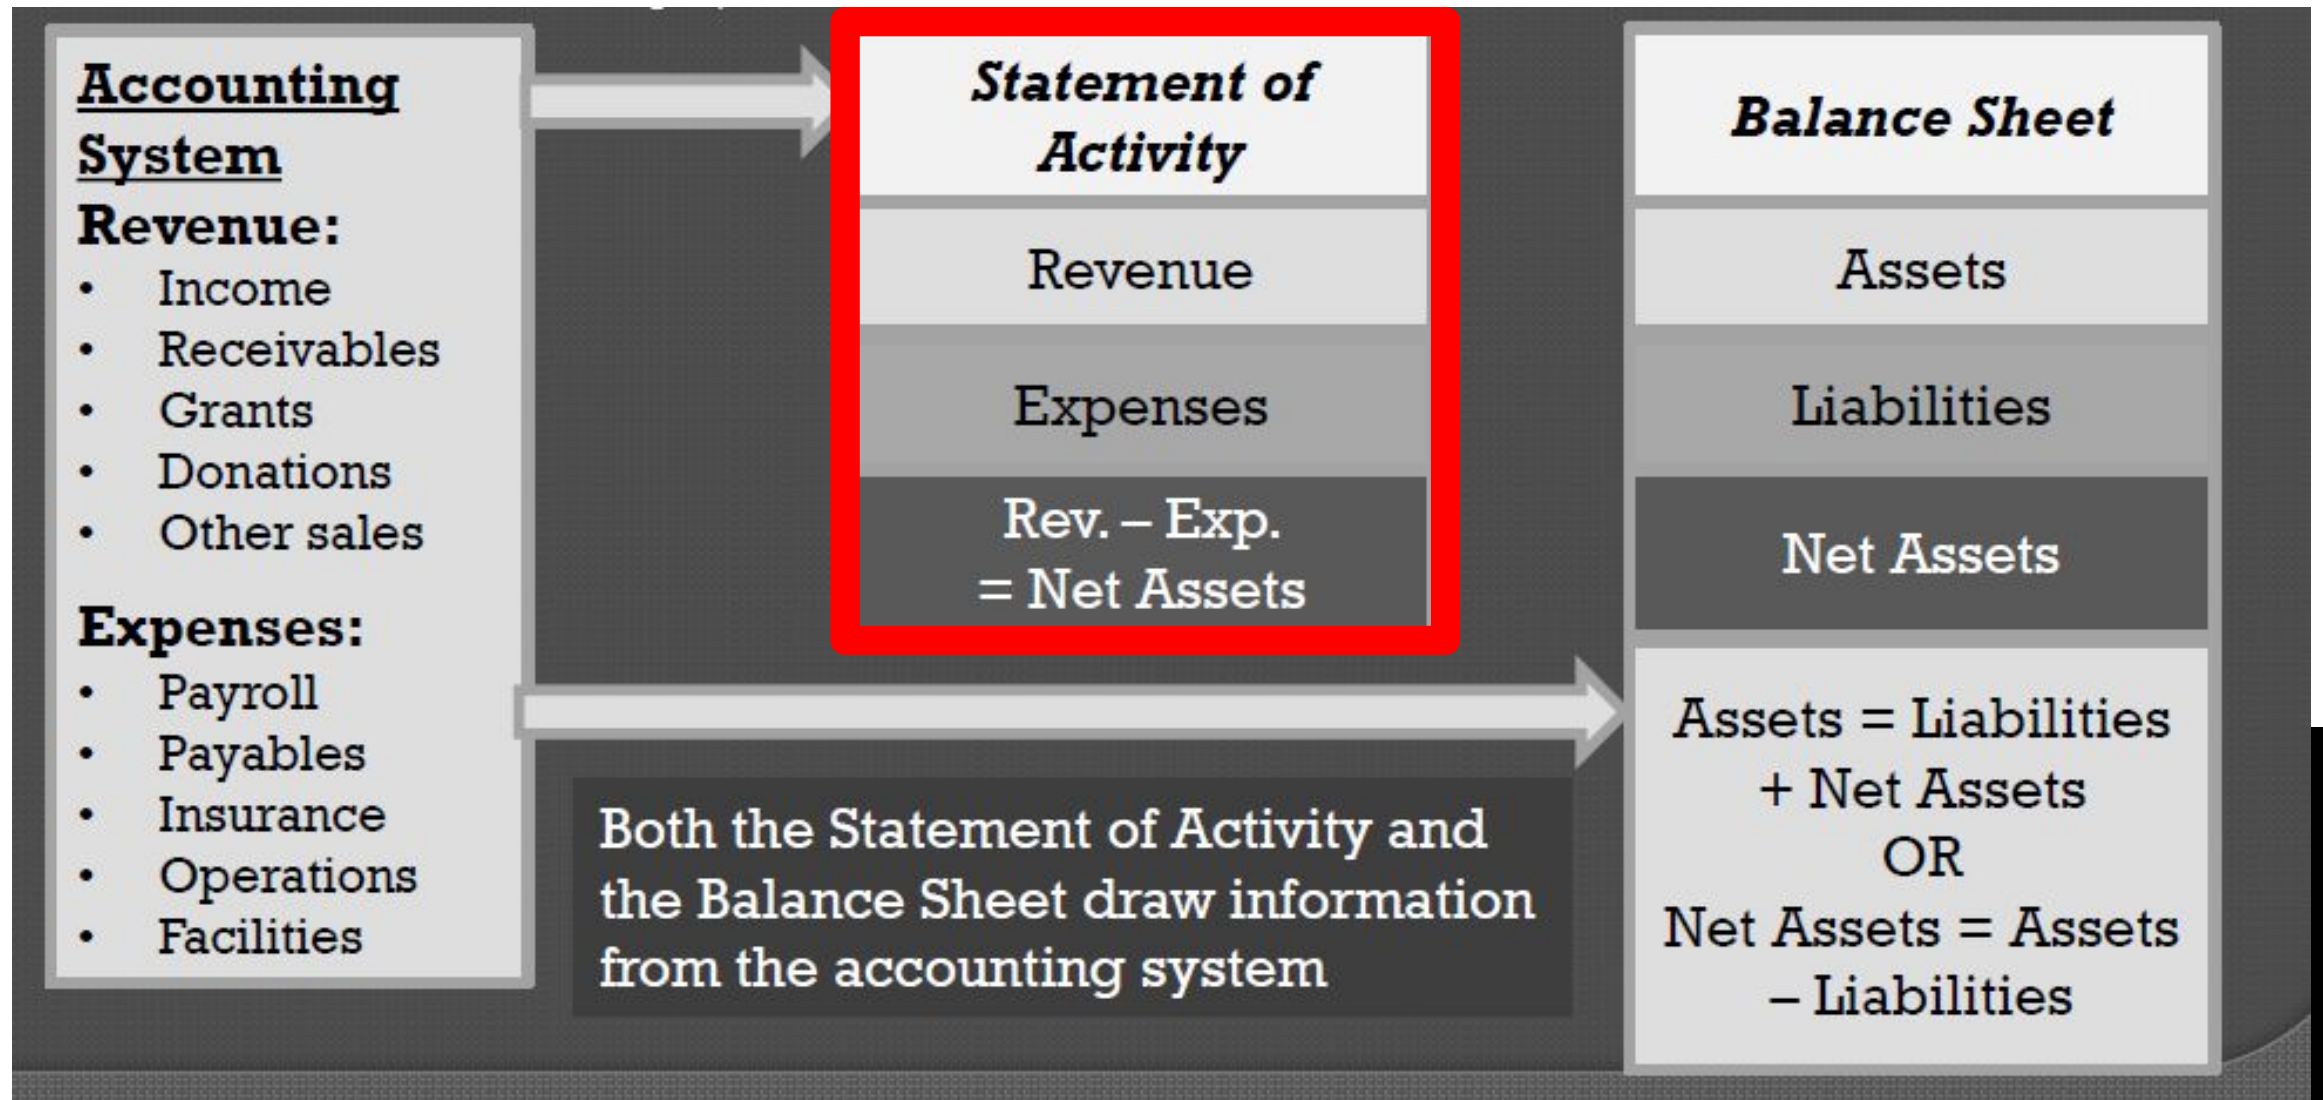 Accounting
System
Revenue:
• Income
• Receivables
• Grants
• Donations
• Other sales
Expenses:
• Payroll
• Payables
• Insurance
• Operations
• Facilities
Statement of
Activity
Revenue
Expenses
Rev. – Exp.
= Net Assets
Both the Statement of Activity and
the Balance Sheet draw information
from the accounting system
Balance Sheet
Assets
Liabilities
Net Assets
Assets = Liabilities
+ Net Assets
OR
Net Assets = Assets
– Liabilities